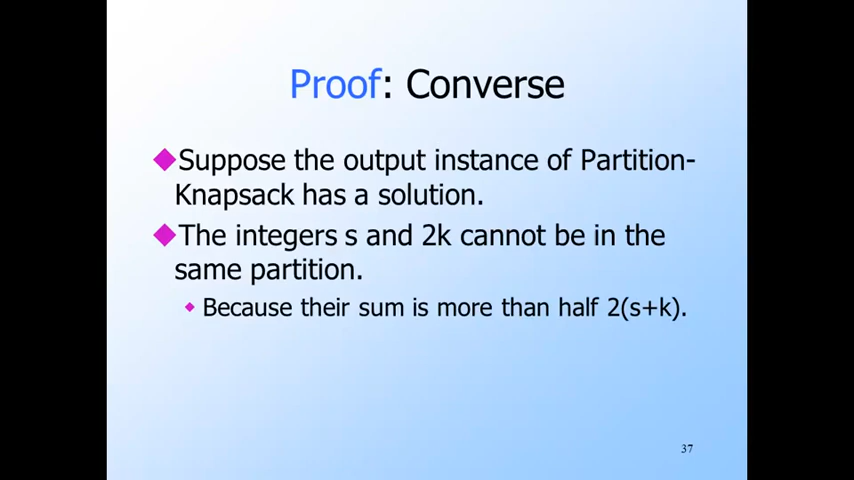 Proof: Converse
Suppose the output instance of Partition-
Knapsack has a solution.
The integers s and 2k cannot be in the
same partition.
Because their sum is more than half 2(s+k).
37